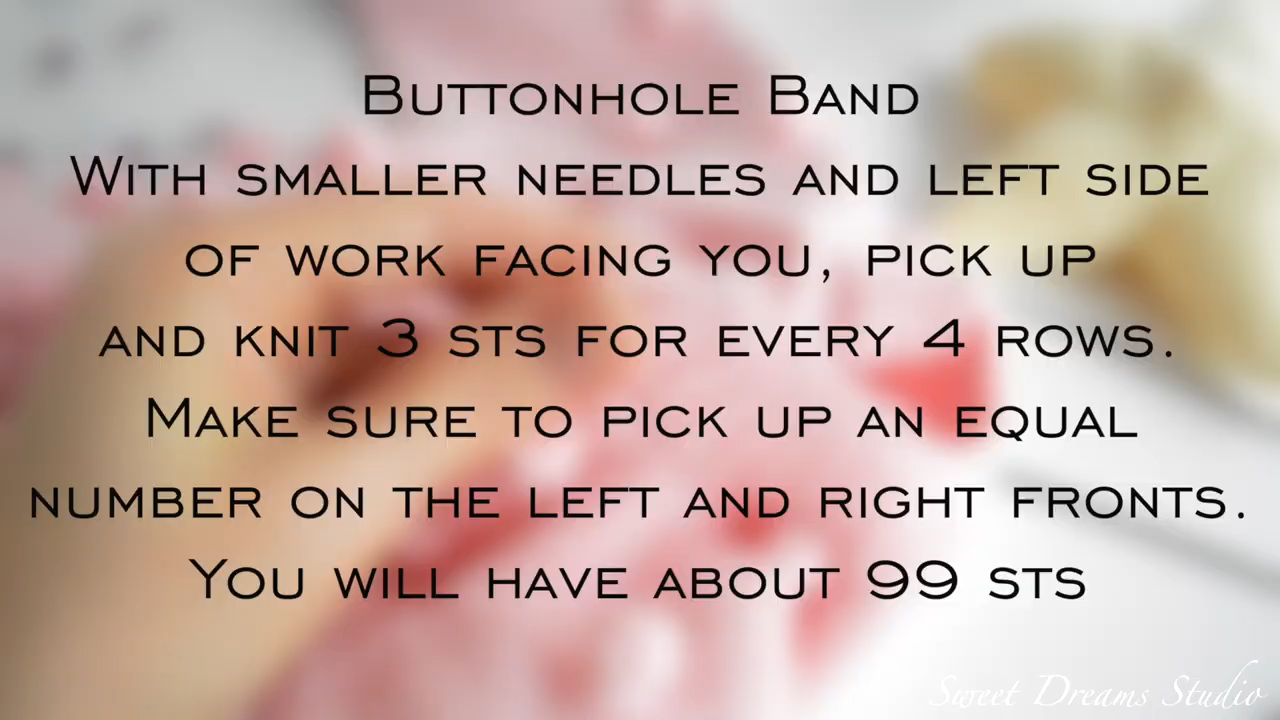 Buttonhole Band
With smaller needles and left side
of work facing you, pick up
and knit 3 sts for every 4 rows.
Make sure to pick up an equal
number on the left and right fronts.
You will have about 99 sts
Sweet Dreams Studio